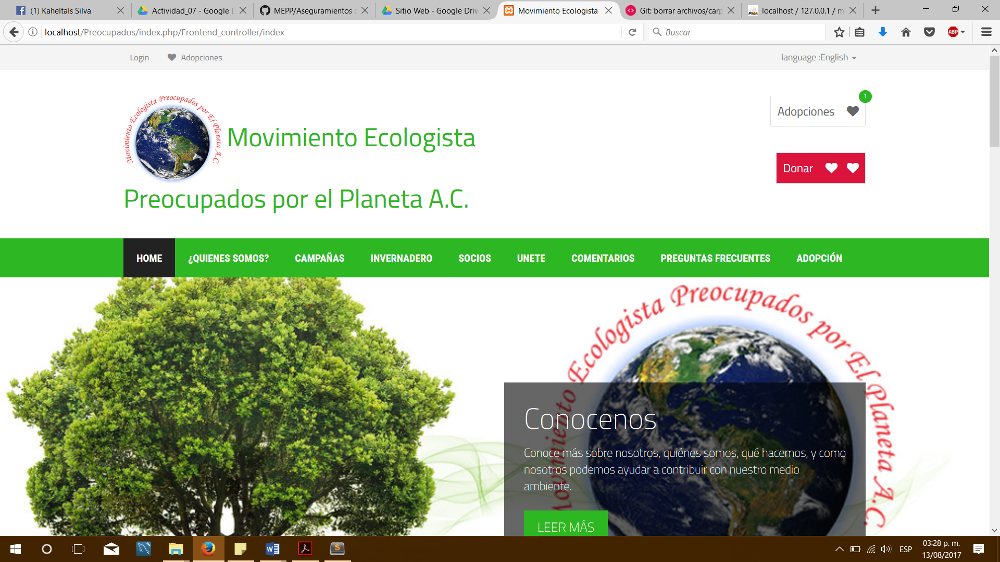 (1) Kaheltals Silva
Actividad_07 - Google D
MEPP/Aseguramientos
Sitio Web - Google Driv
Movimiento Ecologista
Git: borrar archivos/carp
localhost / 127.0.0.1 / m
localhost/Preocupados/index.php/Frontend_controller/index
Buscar
ABP
Login
Adopciones
language :English
Movimiento Ecologista Preocupados por El Planeta A.C.
Movimiento Ecologista
Preocupados por el Planeta A.C.
1
Adopciones
Donar
HOME
¿QUIENES SOMOS?
CAMPAÑAS
INVERNADERO
SOCIOS
UNETE
COMENTARIOS
PREGUNTAS FRECUENTES
ADOPCIÓN
Movimiento Ecologista Preocupados por El Planeta A.C.
Conocenos
Conoce más sobre nosotros, quiénes somos, qué hacemos, y como
nosotros podemos ayudar a contribuir con nuestro medio
ambiente.
LEER MÁS
ESP
03:28 p. m.
13/08/2017